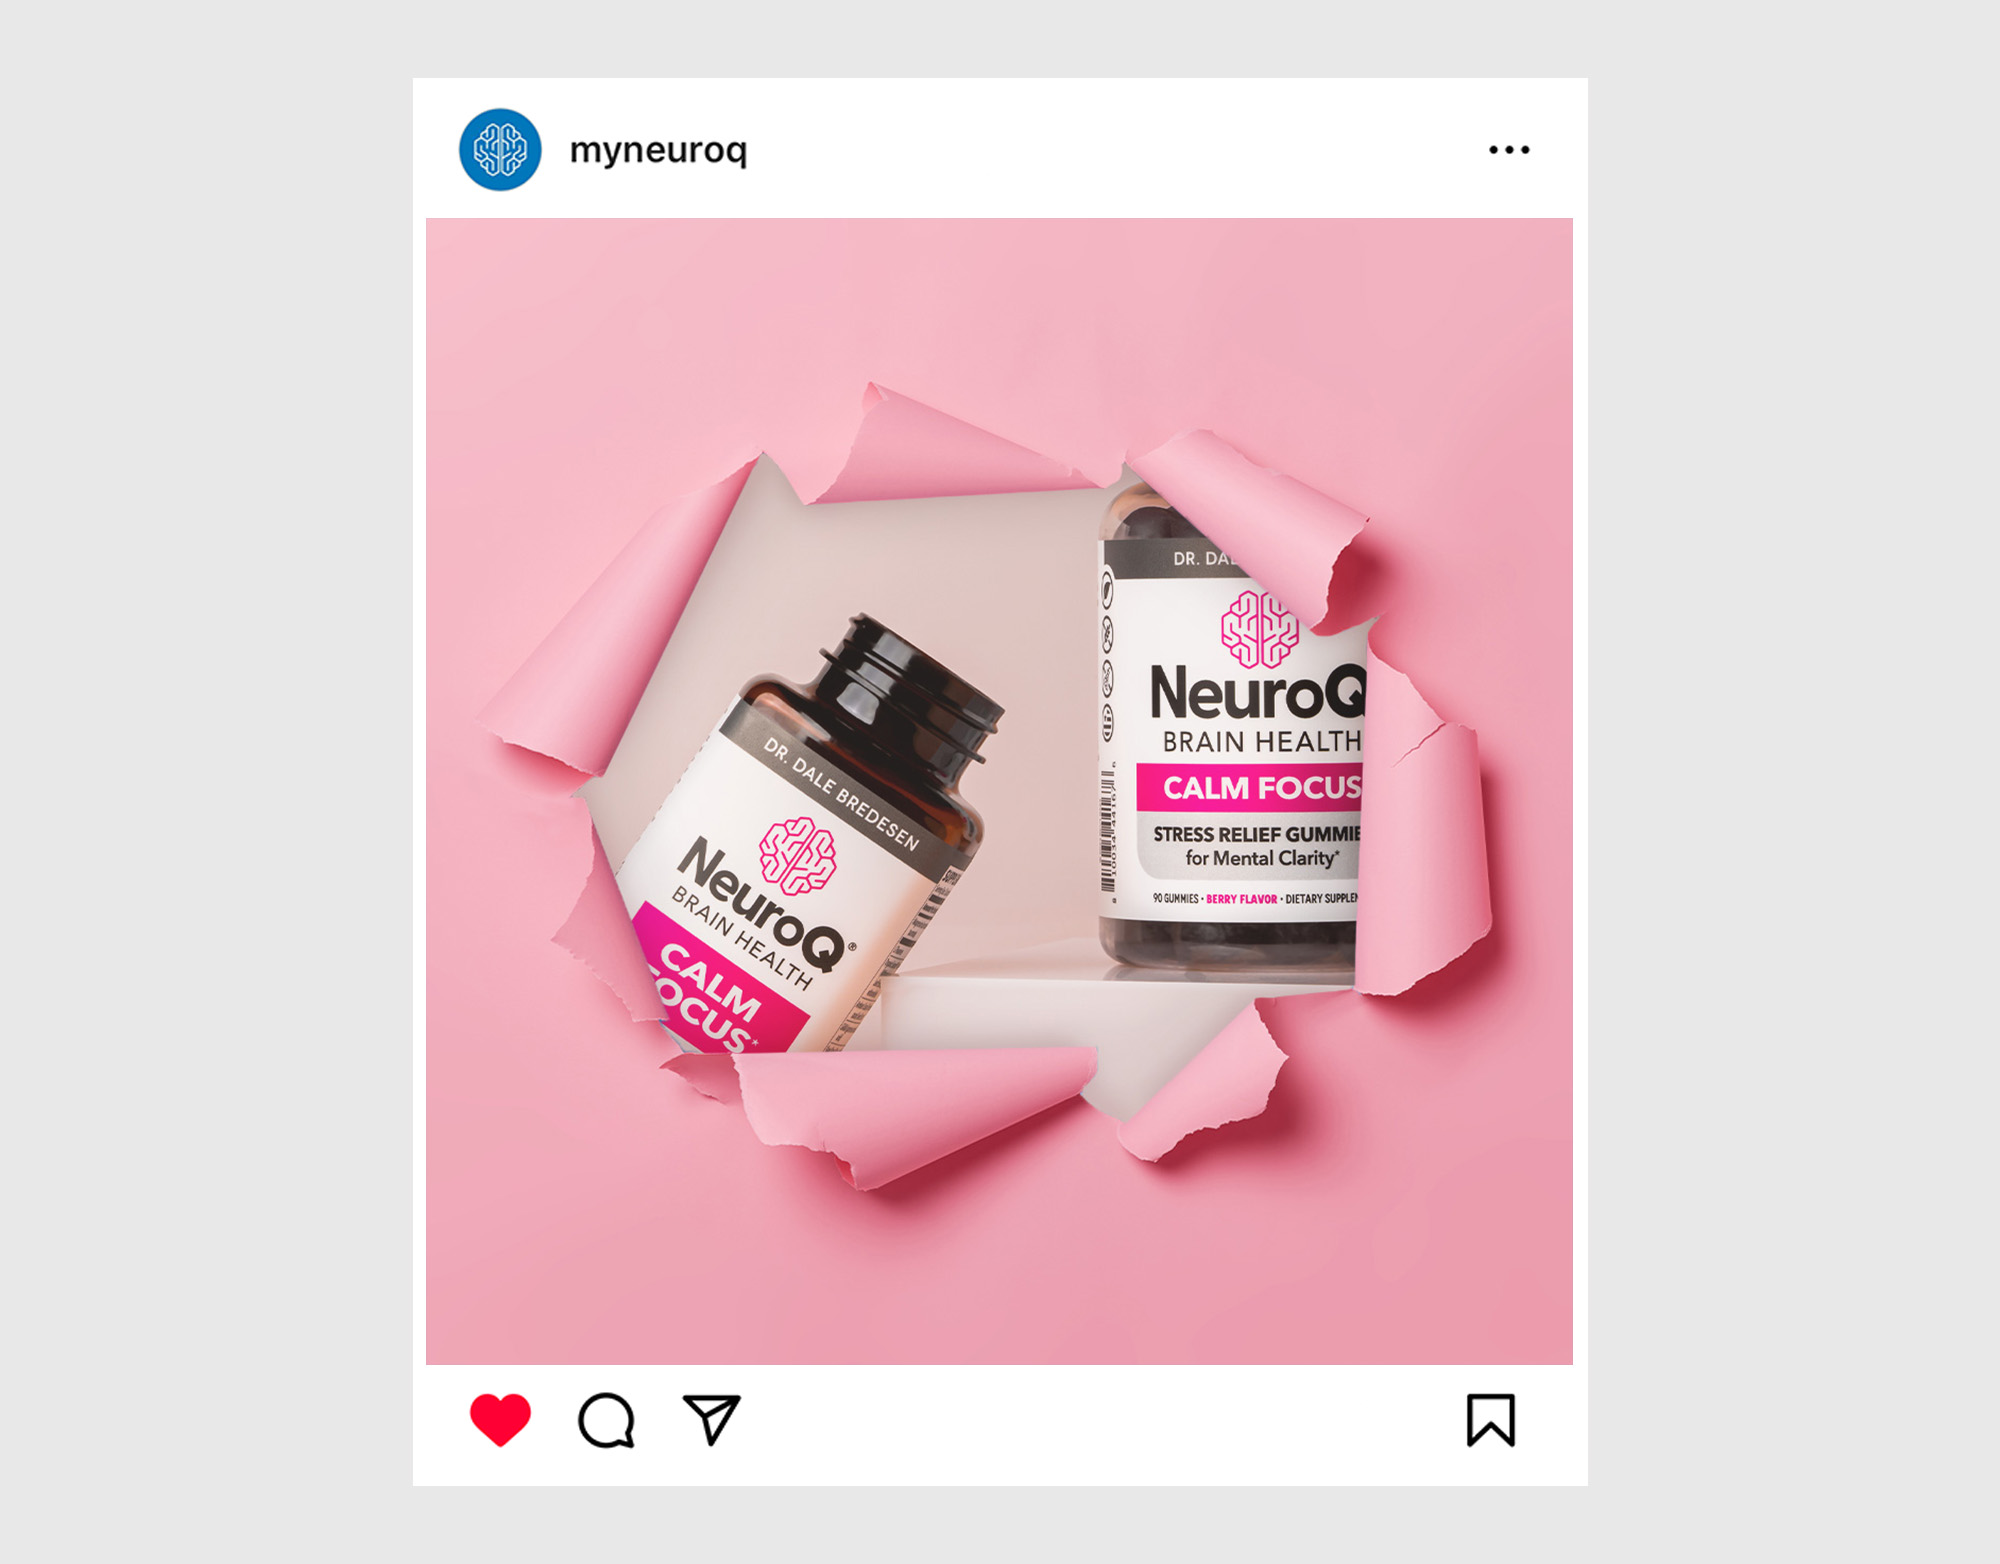 myneuroq
DR. DALE BREDESEN
NeuroQ®
BRAIN HEALTH
CALM
FOCUS*
DR. DAL
NeuroQ
BRAIN HEALTH
CALM FOCUS
STRESS RELIEF GUMMIE
for Mental Clarity*
90 GUMMIES • BERRY FLAVOR • DIETARY SUPPLEM